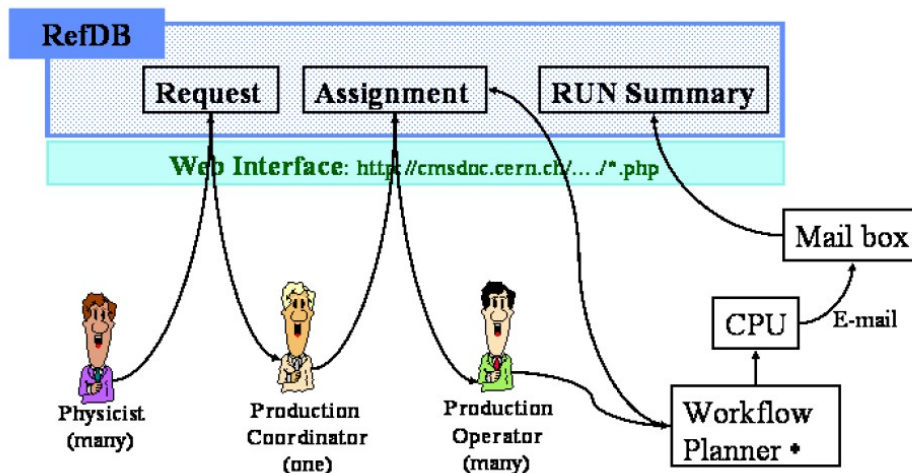 RefDB
Request
Assignment
RUN Summary
Web Interface: http://cmsdoc.cern.ch/…./*.php
Mail box
CPU
E-mail
Workflow
Planner *
Physicist
(many)
Production
Coordinator
(one)
Production
Operator
(many)